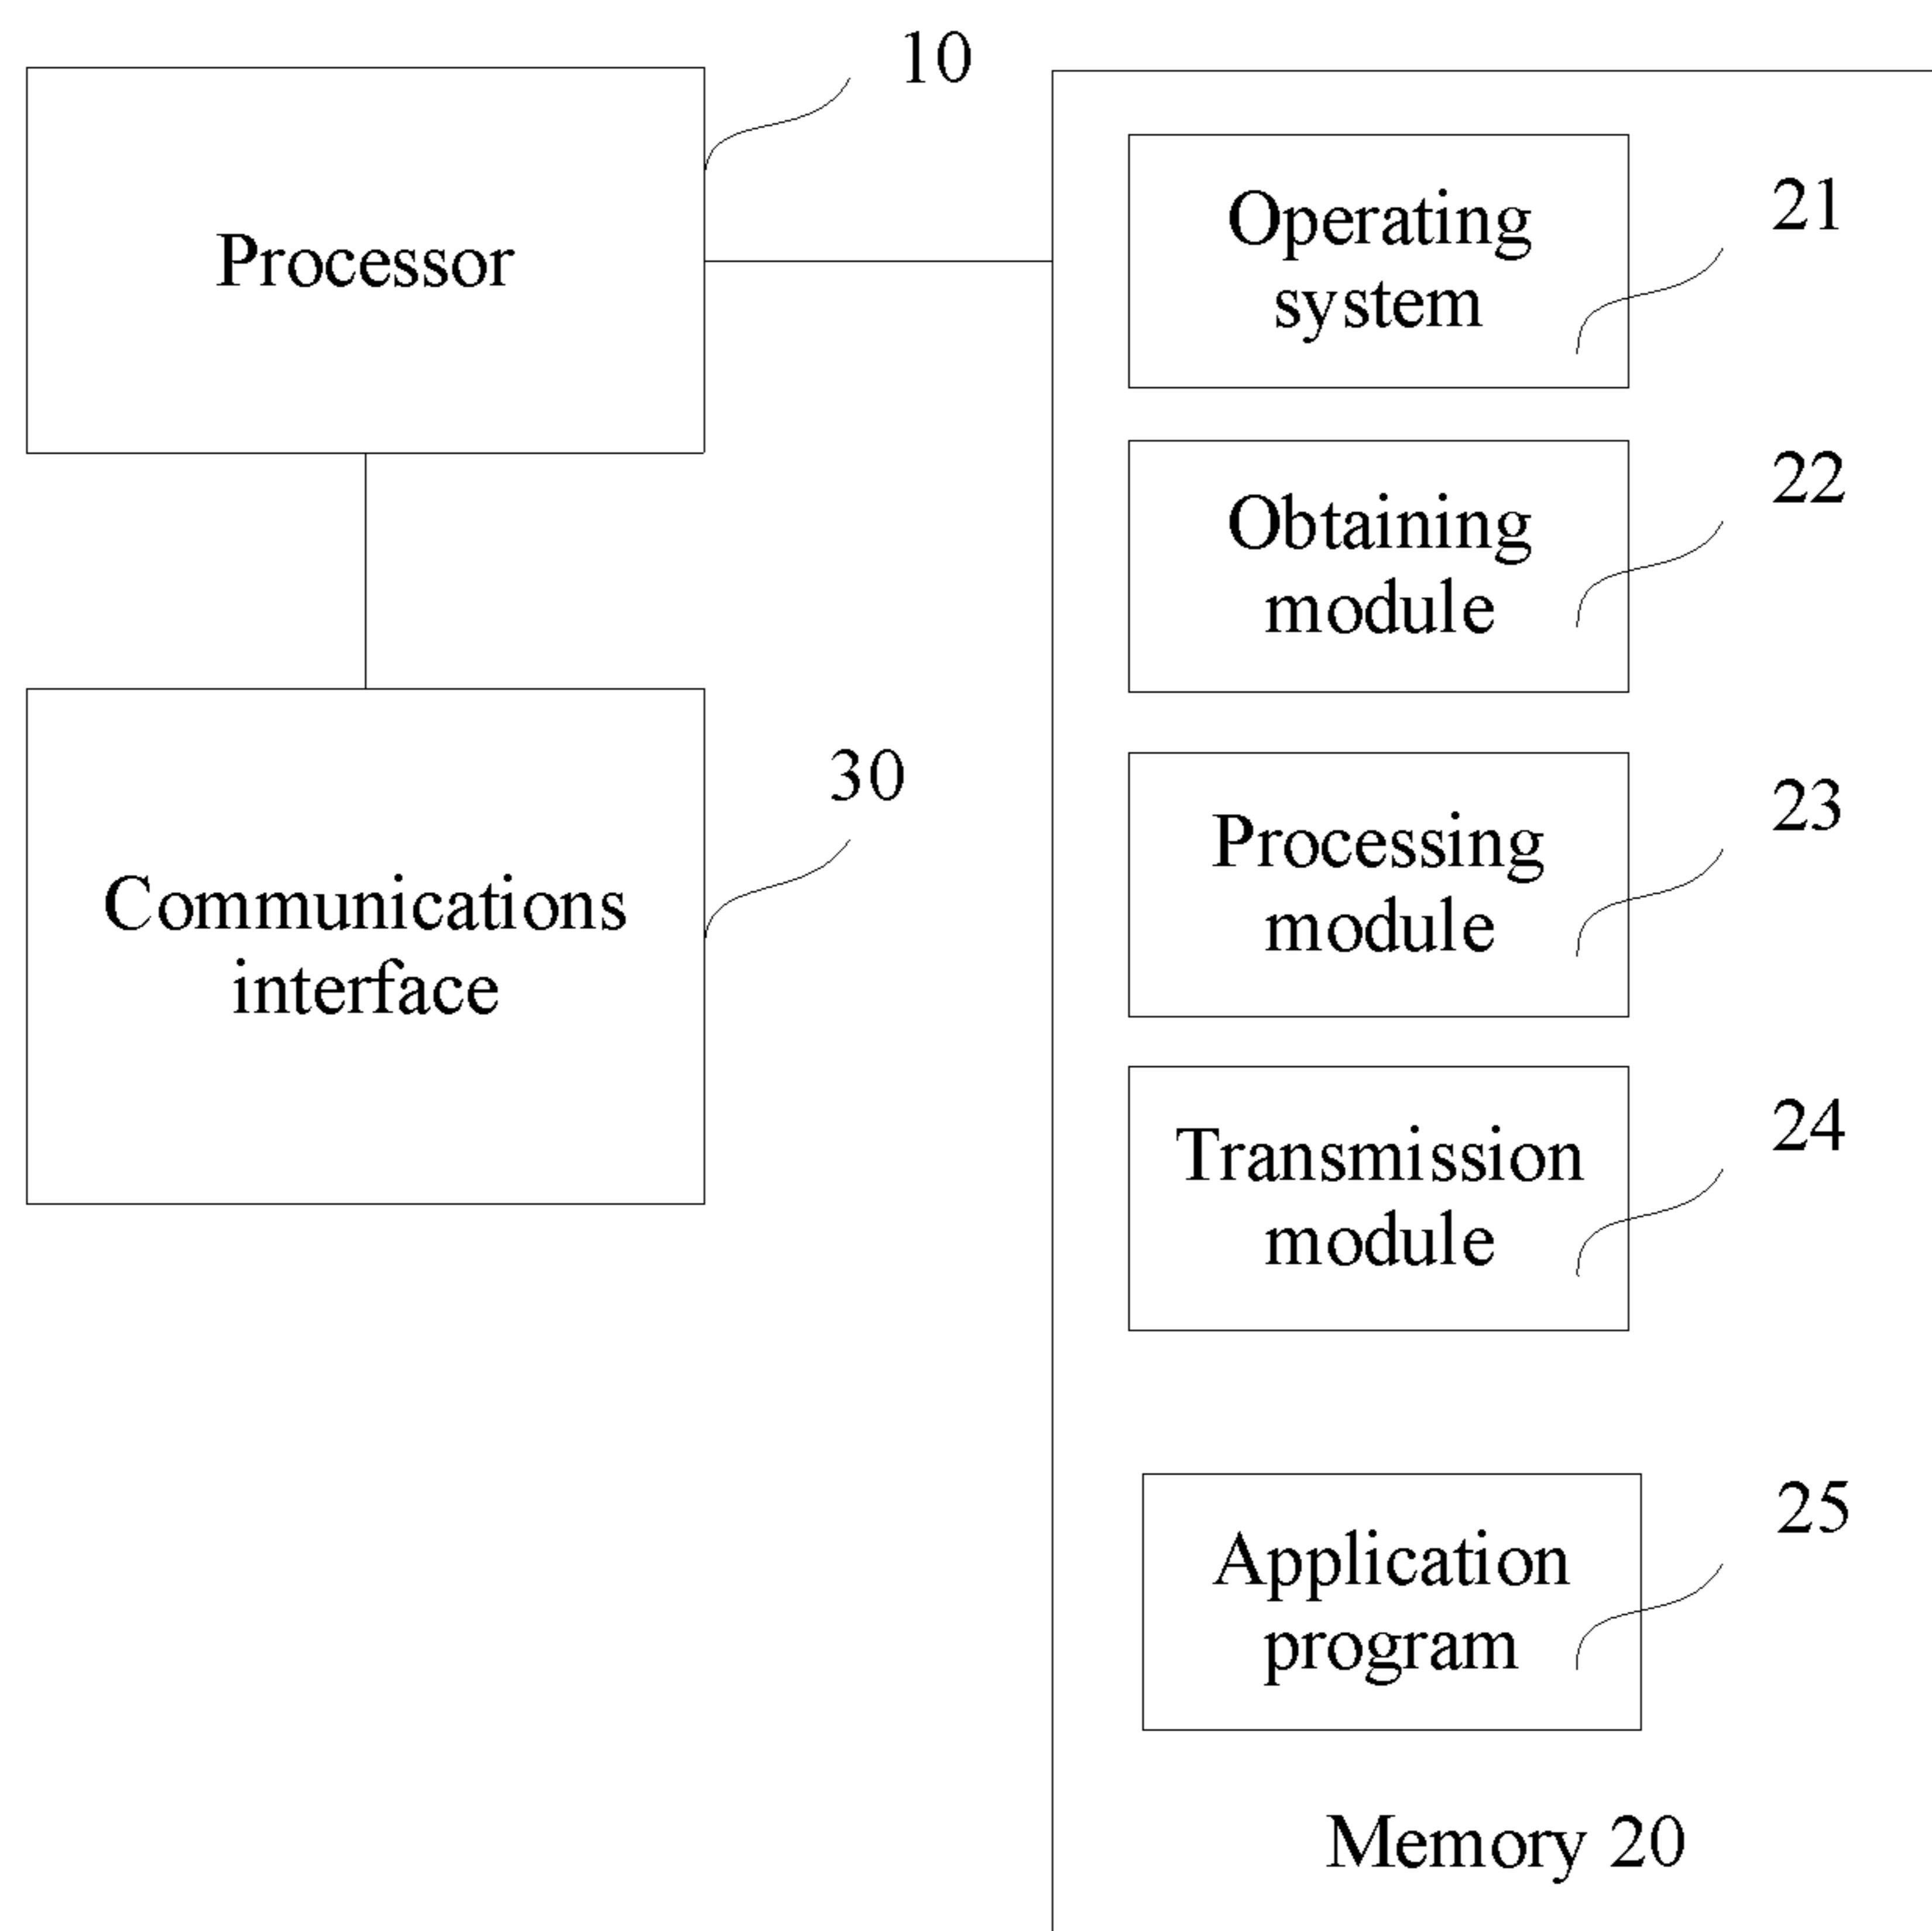 10
Processor
30
Communications
interface
21
Operating
system
22
Obtaining
module
23
Processing
module
24
Transmission
module
25
Application
program
Memory 20